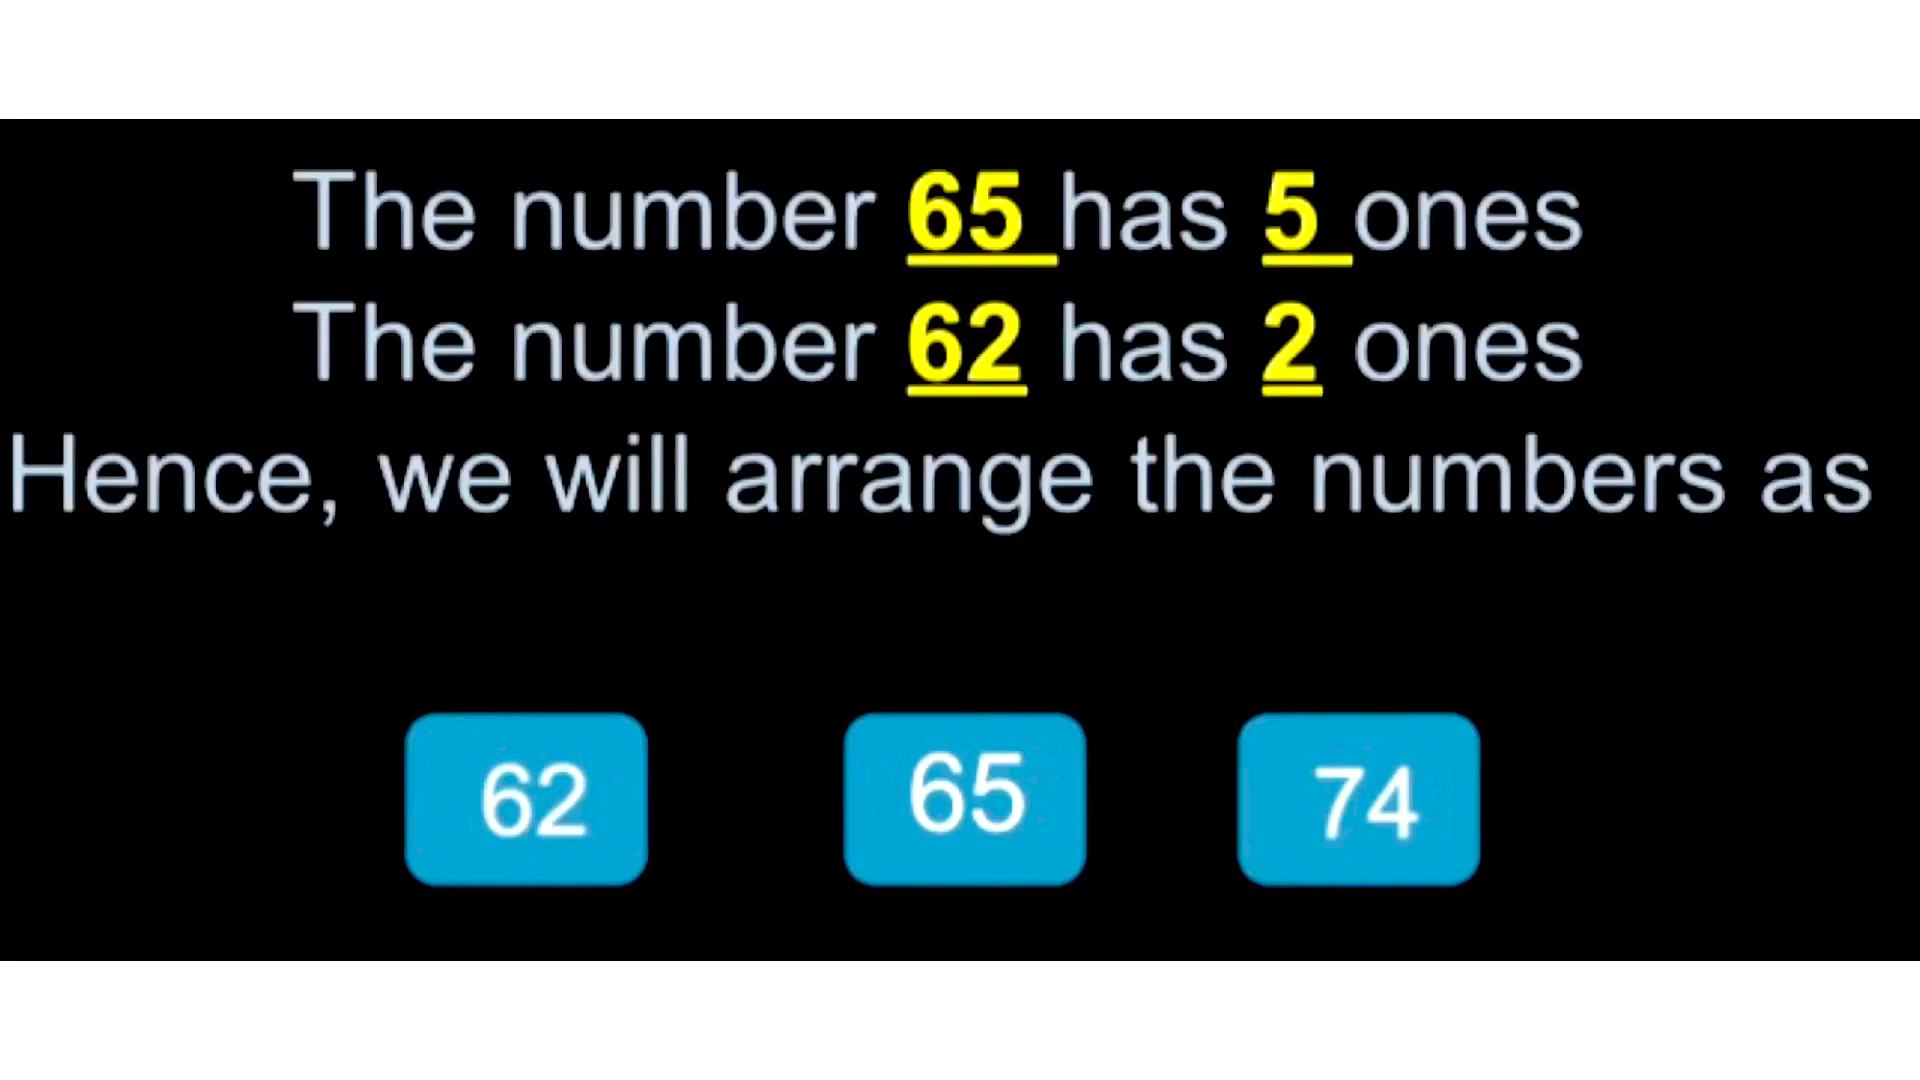 The number 65 has 5 ones
The number 62 has 2 ones
Hence, we will arrange the numbers as
62 65 74